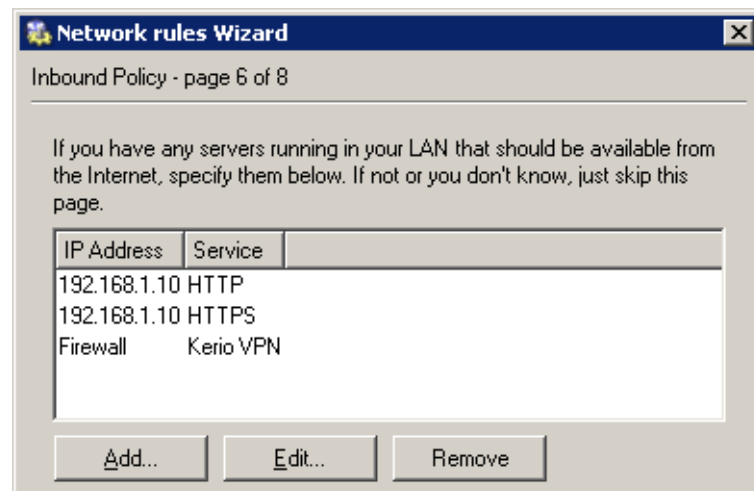 Network rules Wizard
Inbound Policy - page 6 of 8
If you have any servers running in your LAN that should be available from
the Internet, specify them below. If not or you don't know, just skip this
page.
IP Address Service
192.168.1.10 HTTP
192.168.1.10 HTTPS
Firewall Kerio VPN
Add... Edit... Remove